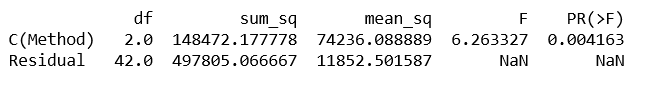 df sum_sq mean_sq F PR(>F)
C(Method) 2.0 148472.177778 74236.088889 6.263327 0.004163
Residual 42.0 497805.066667 11852.501587 NaN NaN